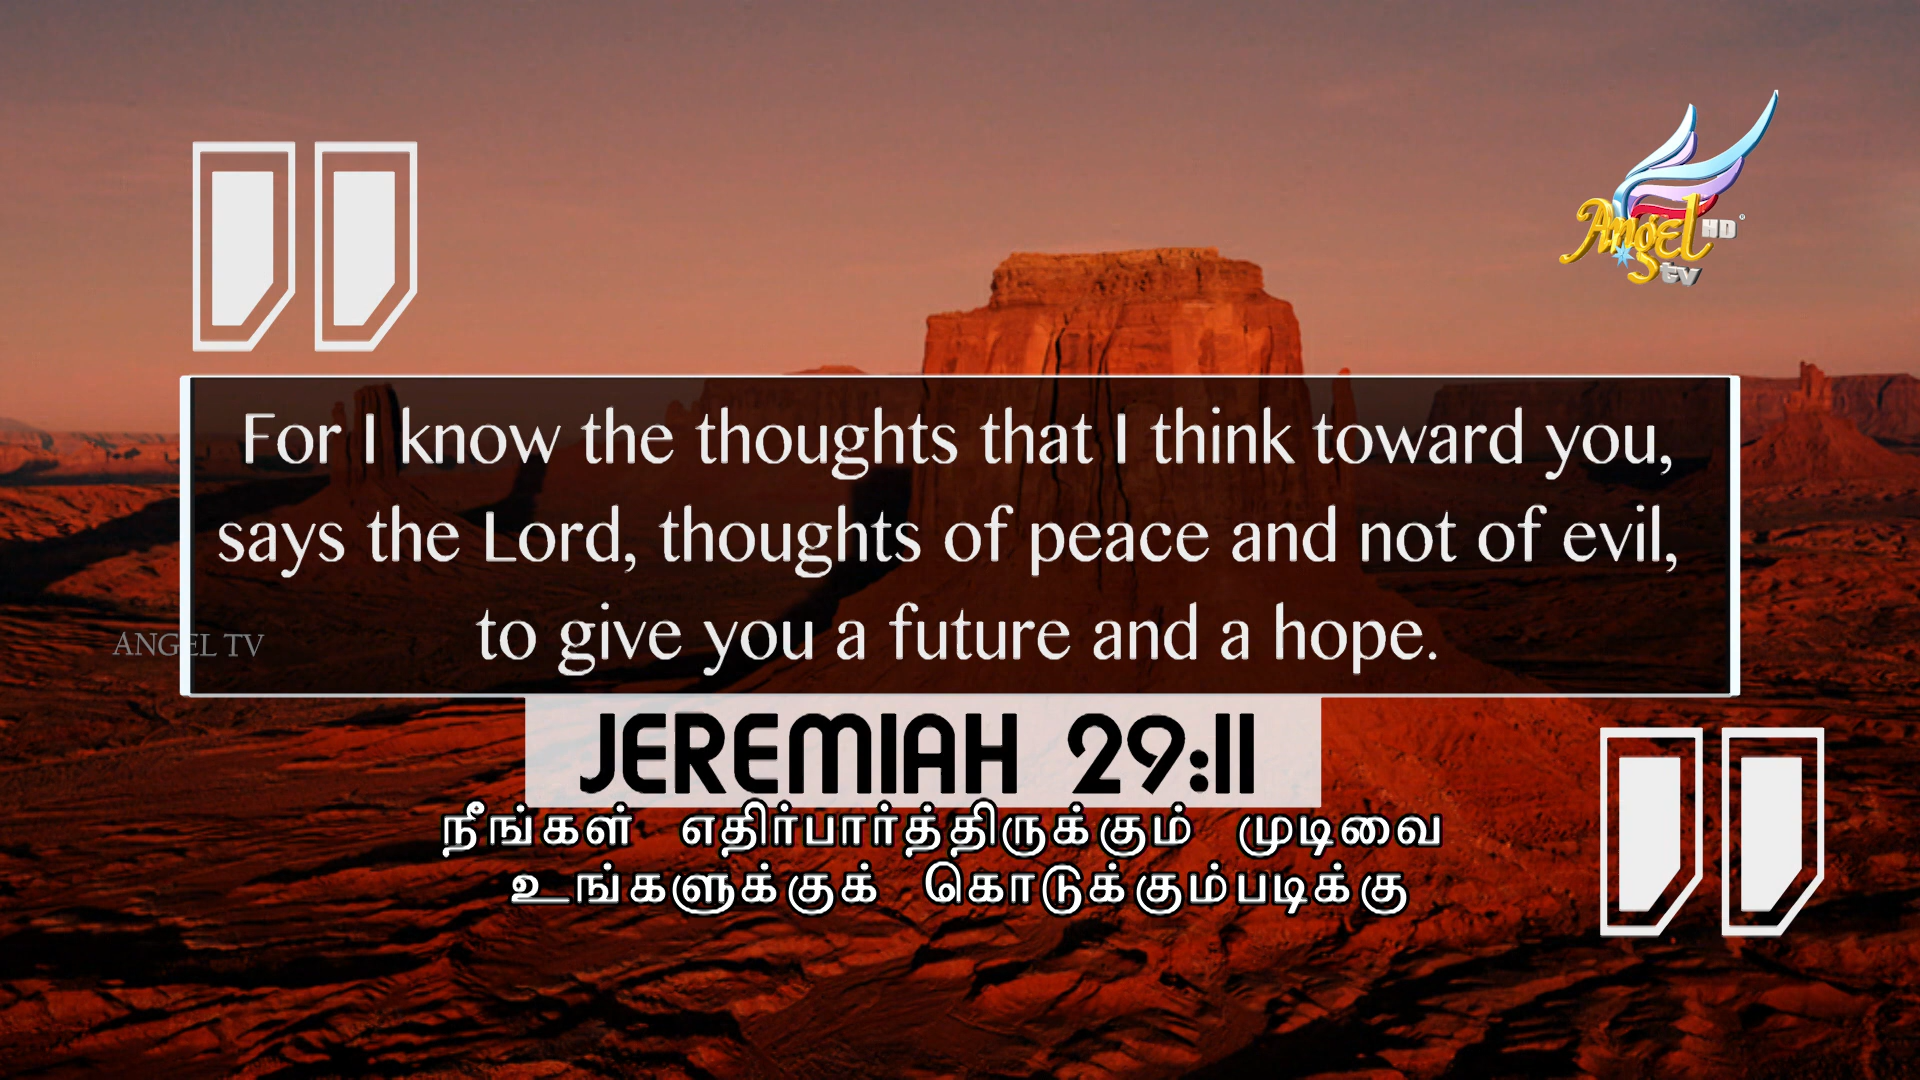 Angel HD
tv
For I know the thoughts that I think toward you,
says the Lord, thoughts of peace and not of evil,
to give you a future and a hope.
ANGEL TV
JEREMIAH 29:11
நீங்கள் எதிர்பார்த்திருக்கும் முடிவை
உங்களுக்குக் கொடுக்கும்படிக்கு